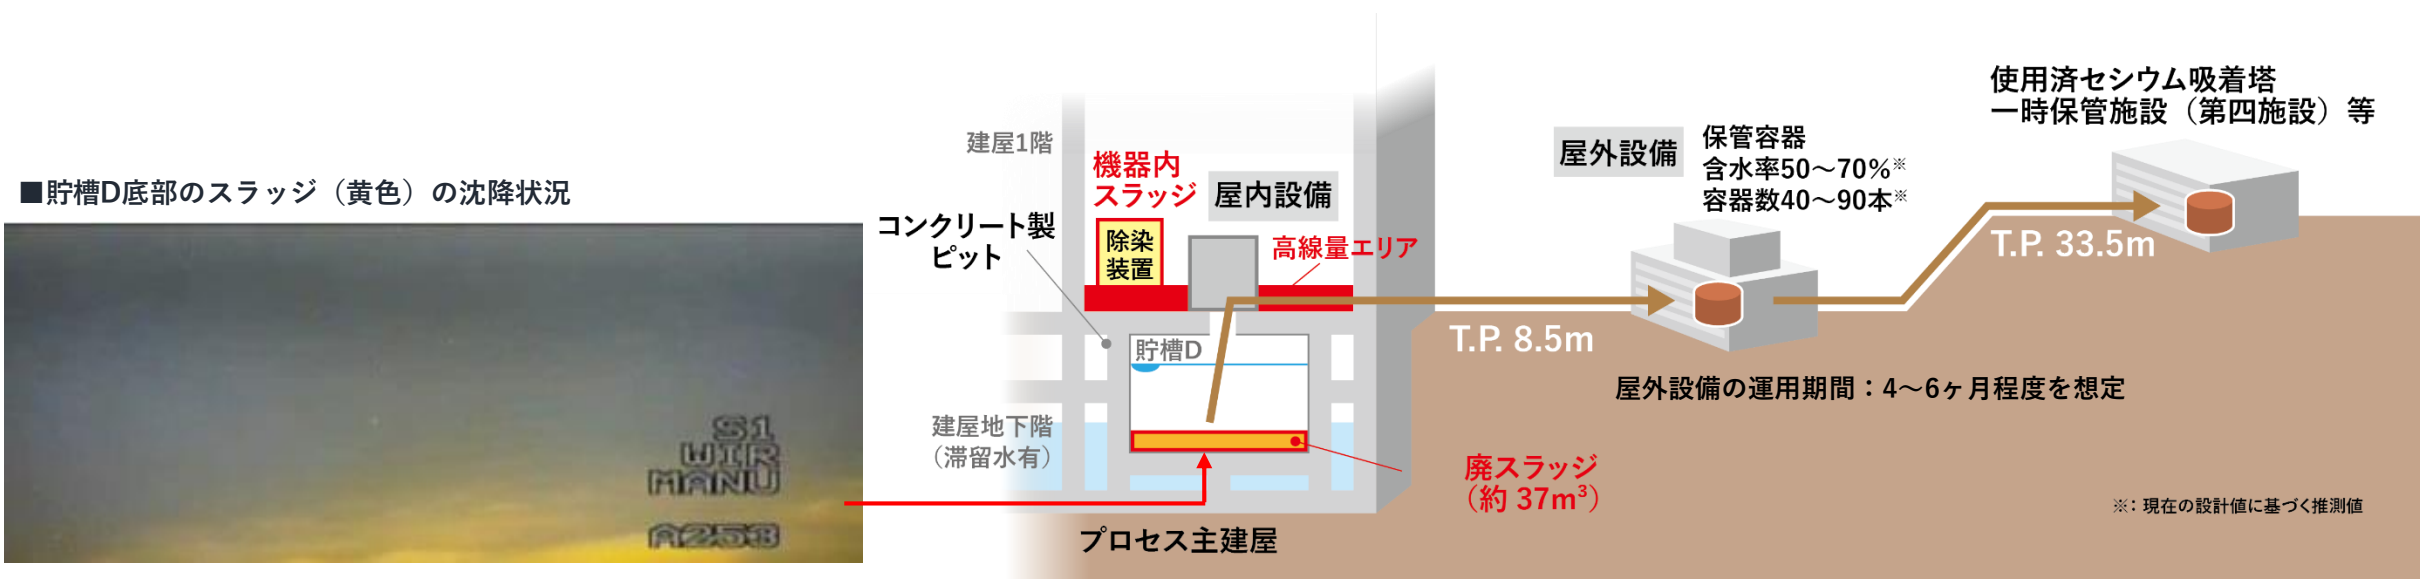 ■貯槽D底部のスラッジ（黄色）の沈降状況
S1
WIR
MANU
A253
建屋1階
機器内
スラッジ
屋内設備
コンクリート製
ピット
除染
装置
高線量エリア
貯槽D
建屋地下階
（滞留水有）
廃スラッジ
（約 37m³）
プロセス主建屋
屋外設備
保管容器
含水率50～70%※
容器数40～90本※
T.P. 8.5m
屋外設備の運用期間：4～6ヶ月程度を想定
使用済セシウム吸着塔
一時保管施設（第四施設）等
T.P. 33.5m
※：現在の設計値に基づく推測値